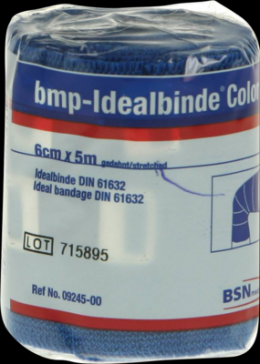 bmp-Idealbinde®
6cm x 5m gedehnt/stretched
Idealbinde DIN 61632
Ideal bandage DIN 61632
LOT 715895
Ref No. 09245-00
BSN